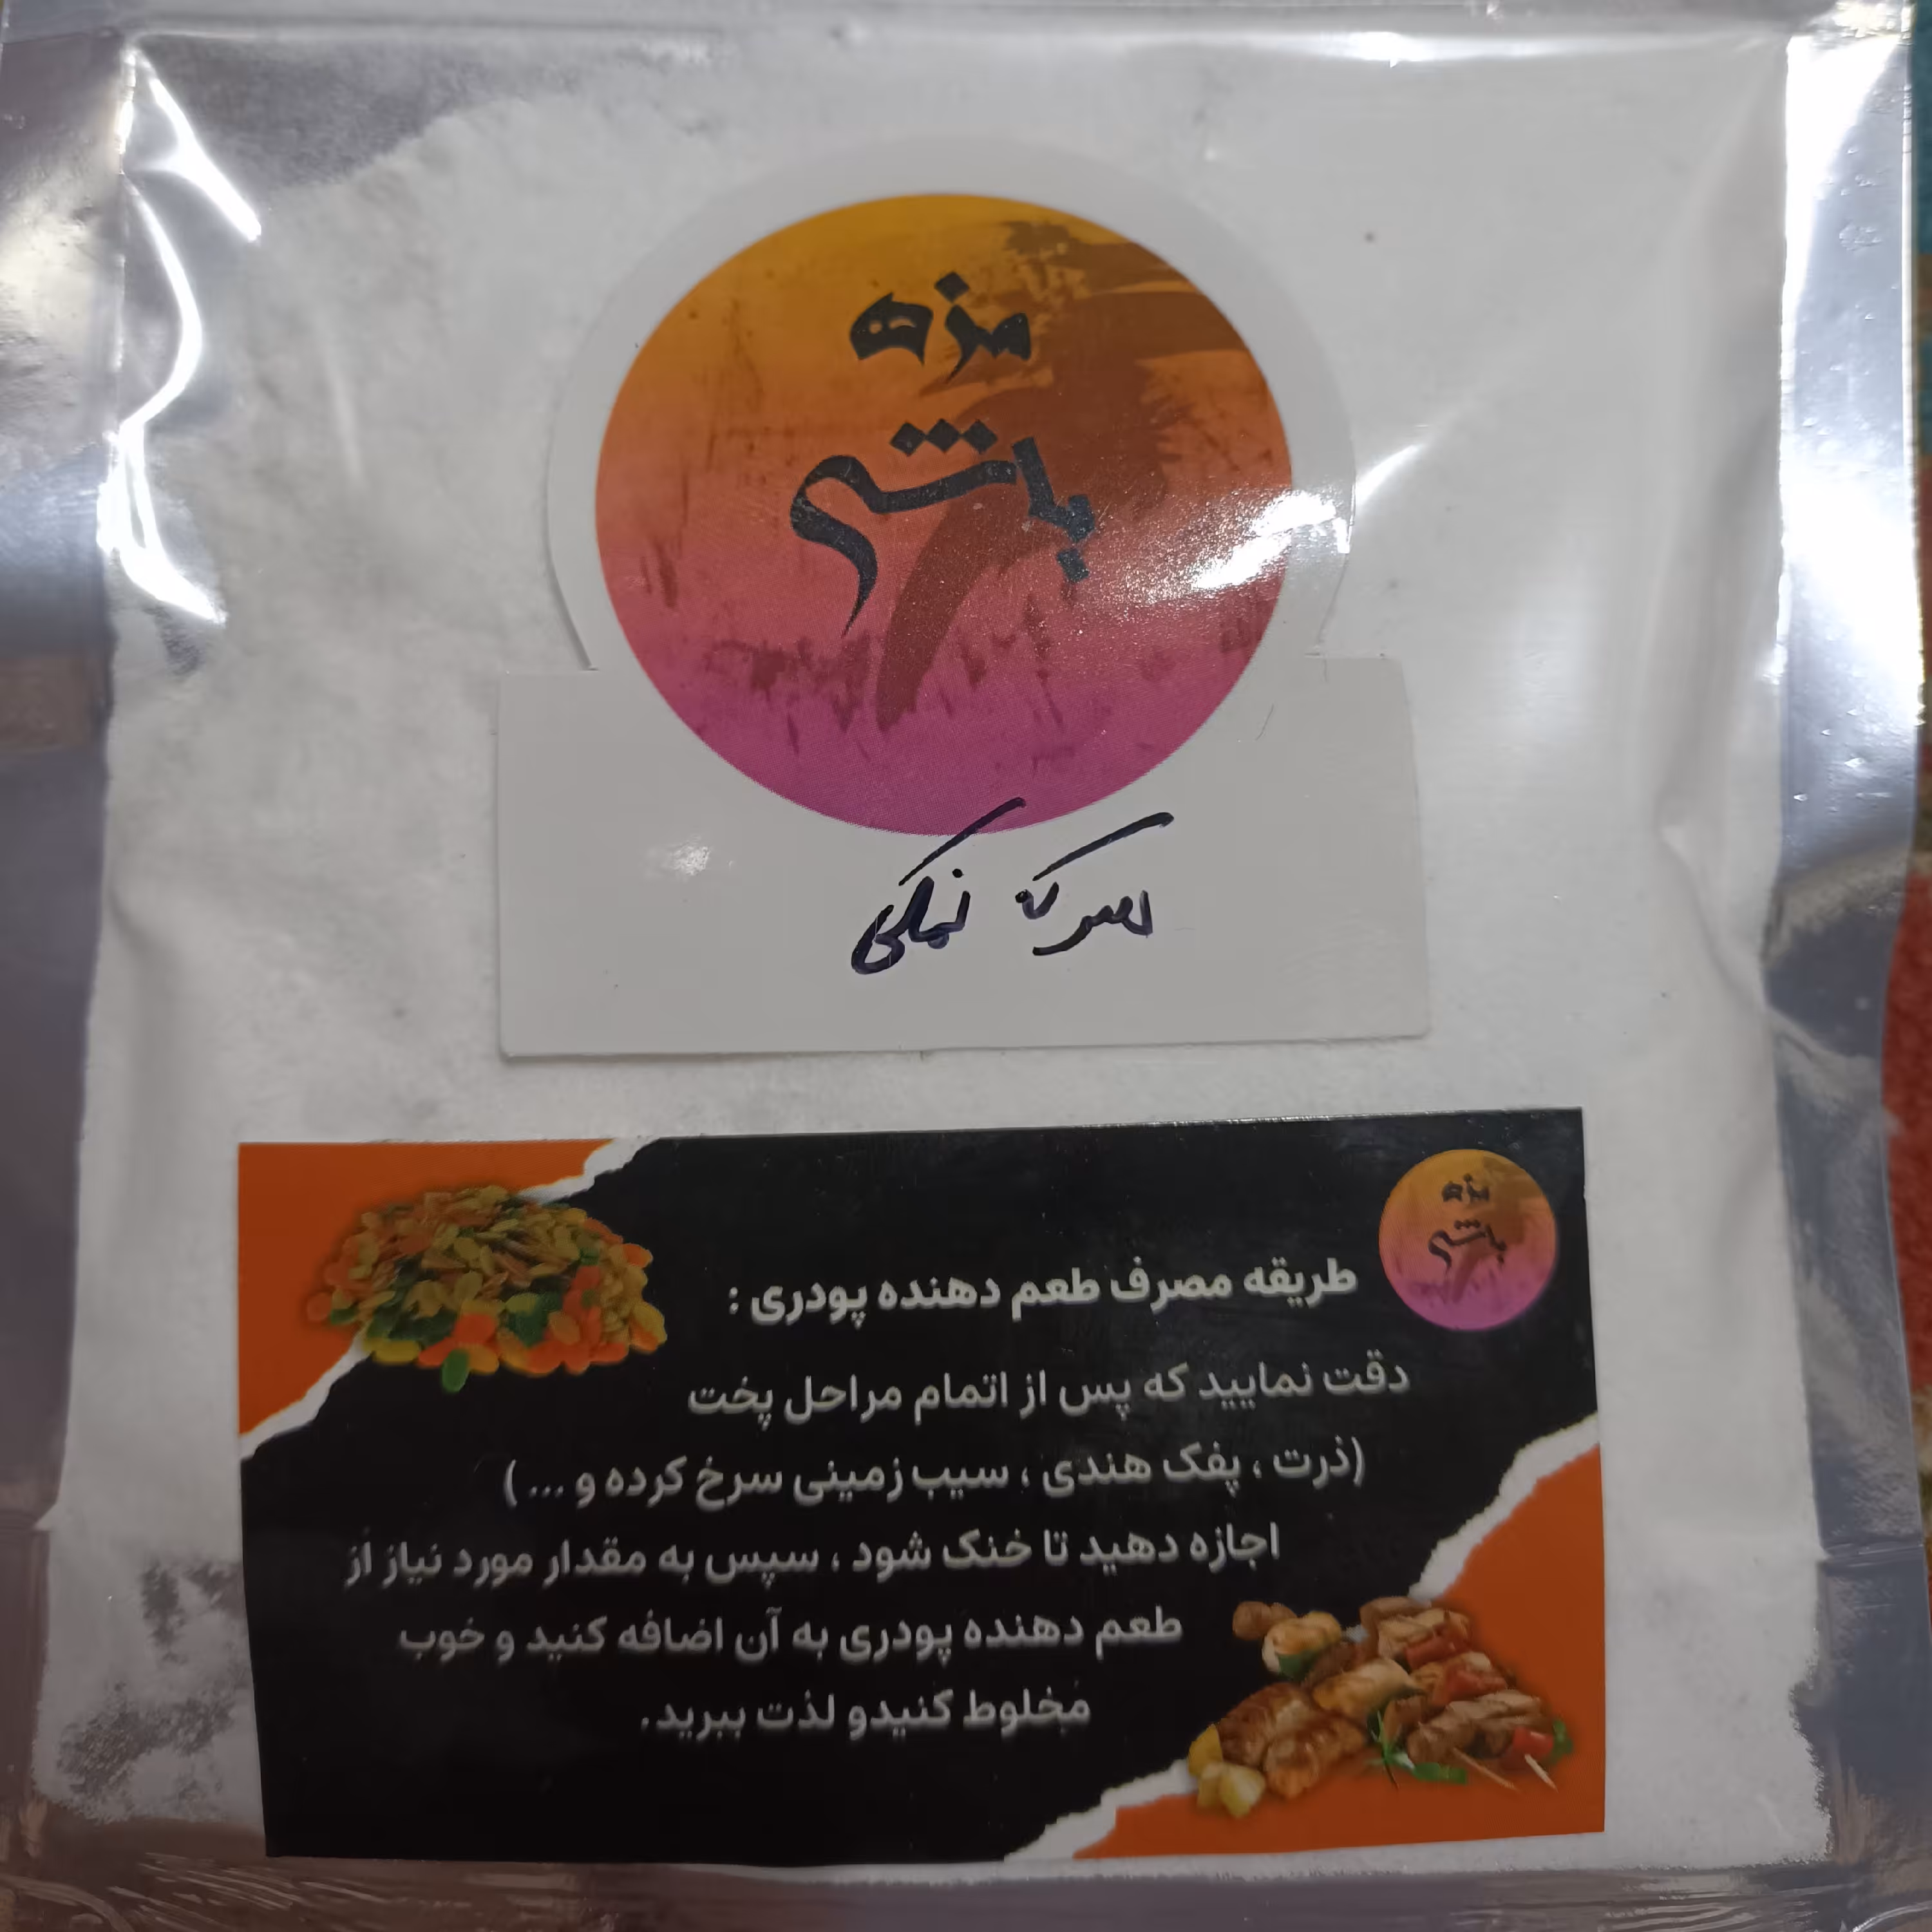 مزه
پاشی
سرکه نمکی
مزه
پاشی
طریقه مصرف طعم دهنده پودری :
دقت نمایید که پس از اتمام مراحل پخت
(ذرت ، پفک هندی ، سیب زمینی سرخ کرده و ... )
اجازه دهید تا خنک شود ، سپس به مقدار مورد نیاز از
طعم دهنده پودری به آن اضافه کنید و خوب
مخلوط کنیدو لذت ببرید.